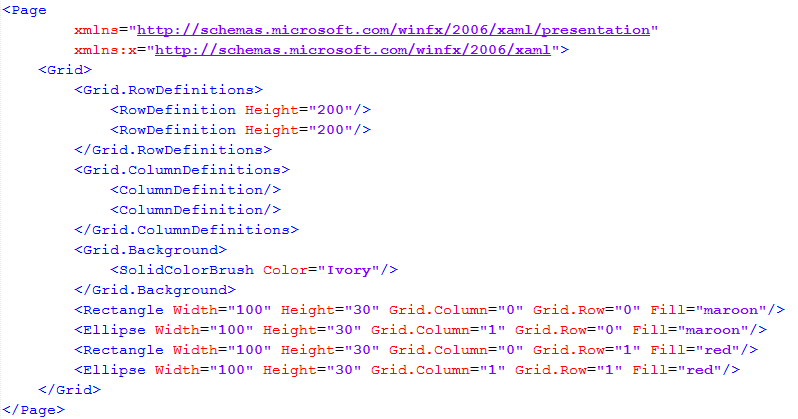 <Page
xmlns="http://schemas.microsoft.com/winfx/2006/xaml/presentation"
xmlns:x="http://schemas.microsoft.com/winfx/2006/xaml">
<Grid>
<Grid.RowDefinitions>
<RowDefinition Height="200"/>
<RowDefinition Height="200"/>
</Grid.RowDefinitions>
<Grid.ColumnDefinitions>
<ColumnDefinition/>
<ColumnDefinition/>
</Grid.ColumnDefinitions>
<Grid.Background>
<SolidColorBrush Color="Ivory"/>
</Grid.Background>
<Rectangle Width="100" Height="30" Grid.Column="0" Grid.Row="0" Fill="maroon"/>
<Ellipse Width="100" Height="30" Grid.Column="1" Grid.Row="0" Fill="maroon"/>
<Rectangle Width="100" Height="30" Grid.Column="0" Grid.Row="1" Fill="red"/>
<Ellipse Width="100" Height="30" Grid.Column="1" Grid.Row="1" Fill="red"/>
</Grid>
</Page>